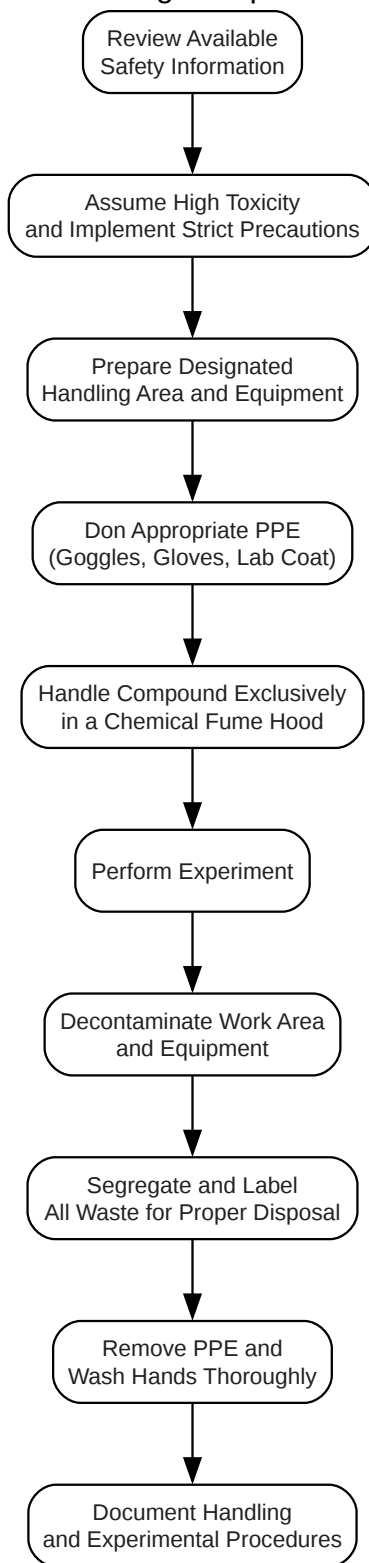 Review Available
Safety Information
Assume High Toxicity
and Implement Strict Precautions
Prepare Designated
Handling Area and Equipment
Don Appropriate PPE
(Goggles, Gloves, Lab Coat)
Handle Compound Exclusively
in a Chemical Fume Hood
Perform Experiment
Decontaminate Work Area
and Equipment
Segregate and Label
All Waste for Proper Disposal
Remove PPE and
Wash Hands Thoroughly
Document Handling
and Experimental Procedures